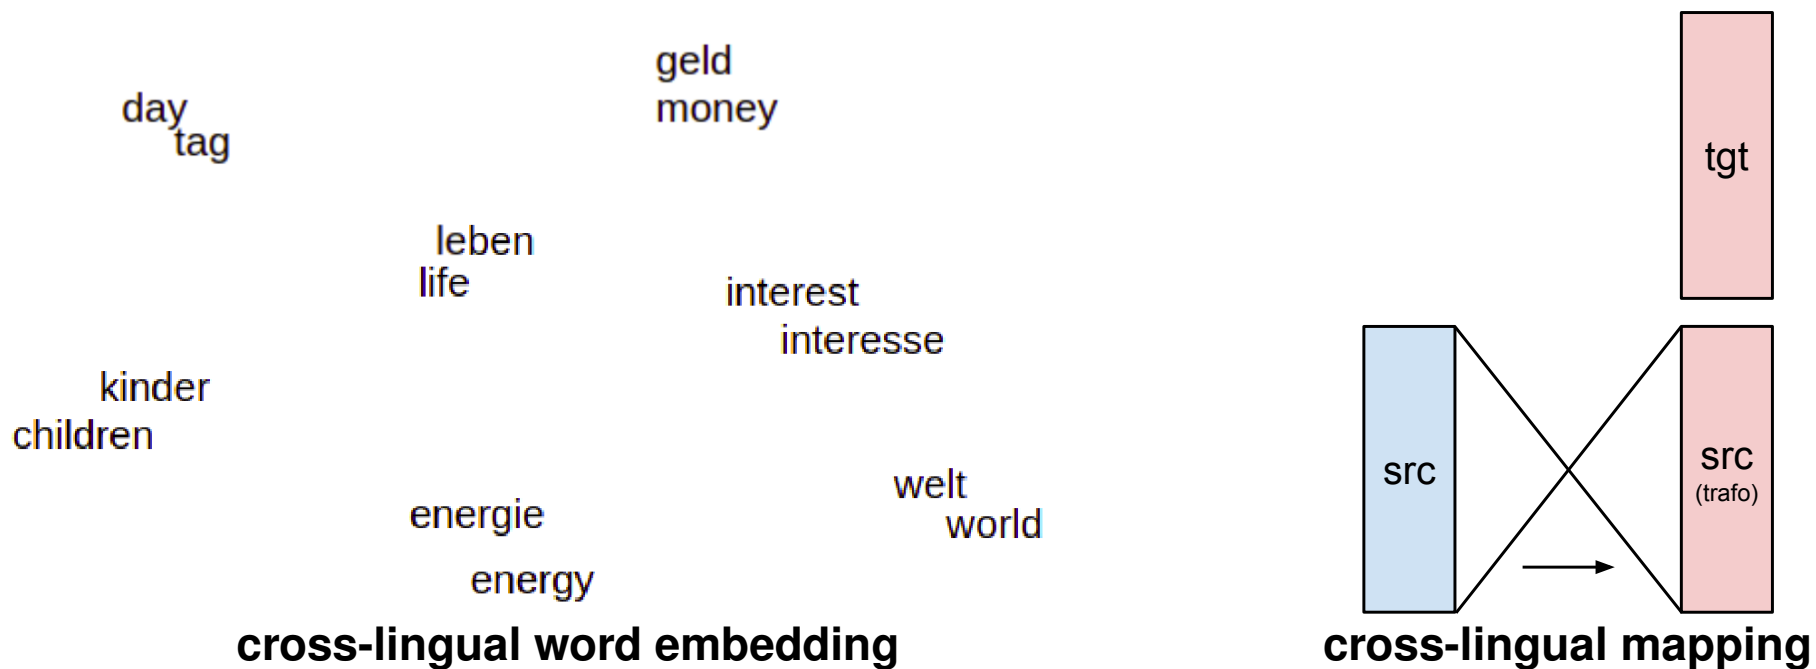 geld
day
money
tag
leben
life
interest
interesse
kinder
children
energie
welt
world
energy
cross-lingual word embedding
tgt
src
src
(trafo)
cross-lingual mapping